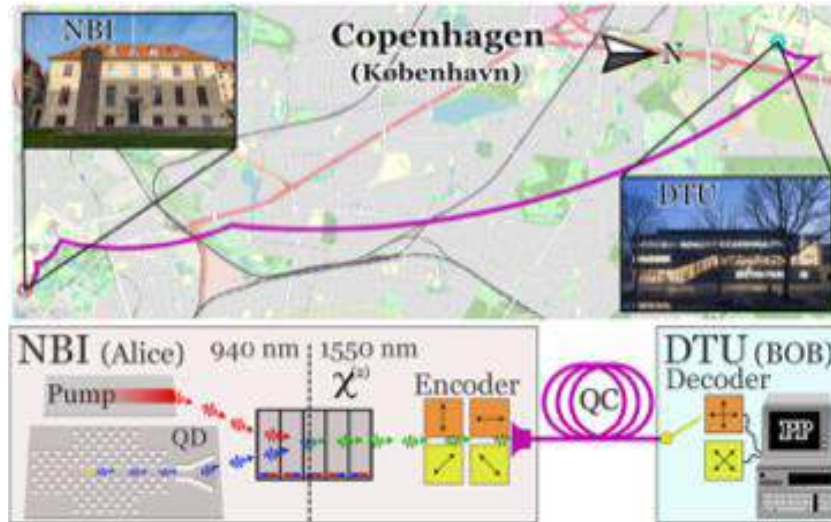 NBI
Copenhagen
(København)
N
DTU
NBI (Alice)
940 nm
1550 nm
χ(2)
Pump
QD
Encoder
QC
DTU (BOB)
Decoder
PP